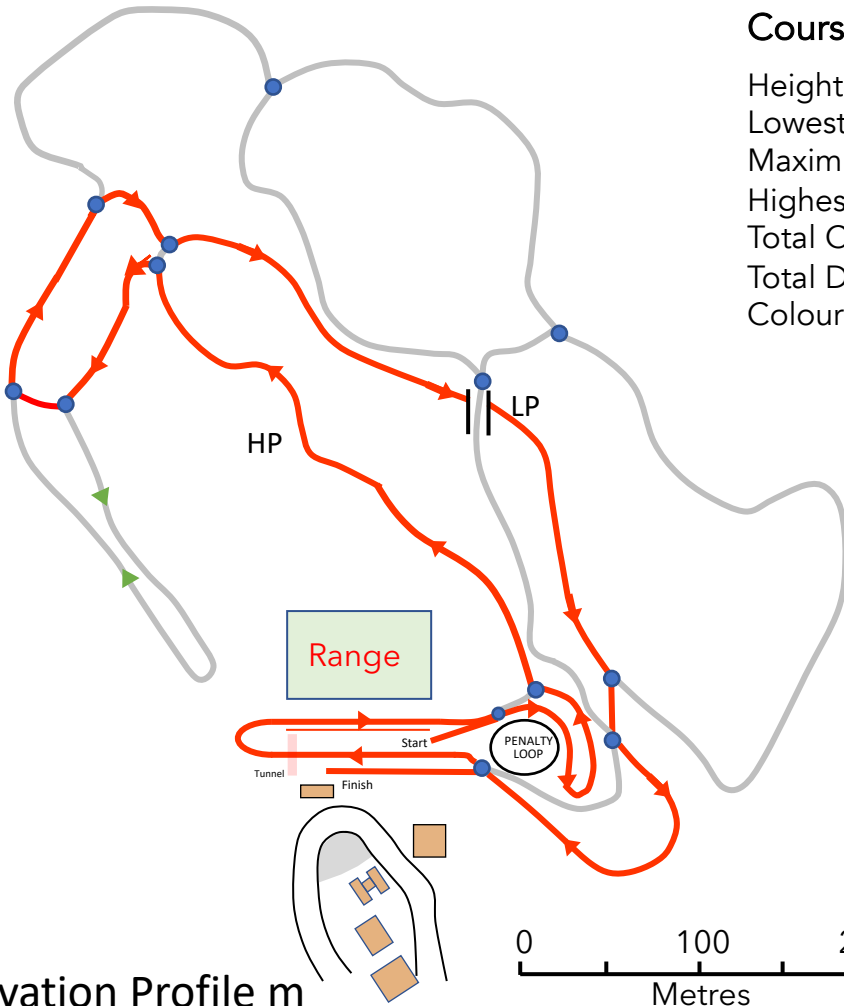 Cours
Height
Lowest
Maxim
Highes
Total C
Total D
Colour
LP
HP
Range
Start
PENALTY
LOOP
Tunnel
Finish
0 100 2
Metres
vation Profile m